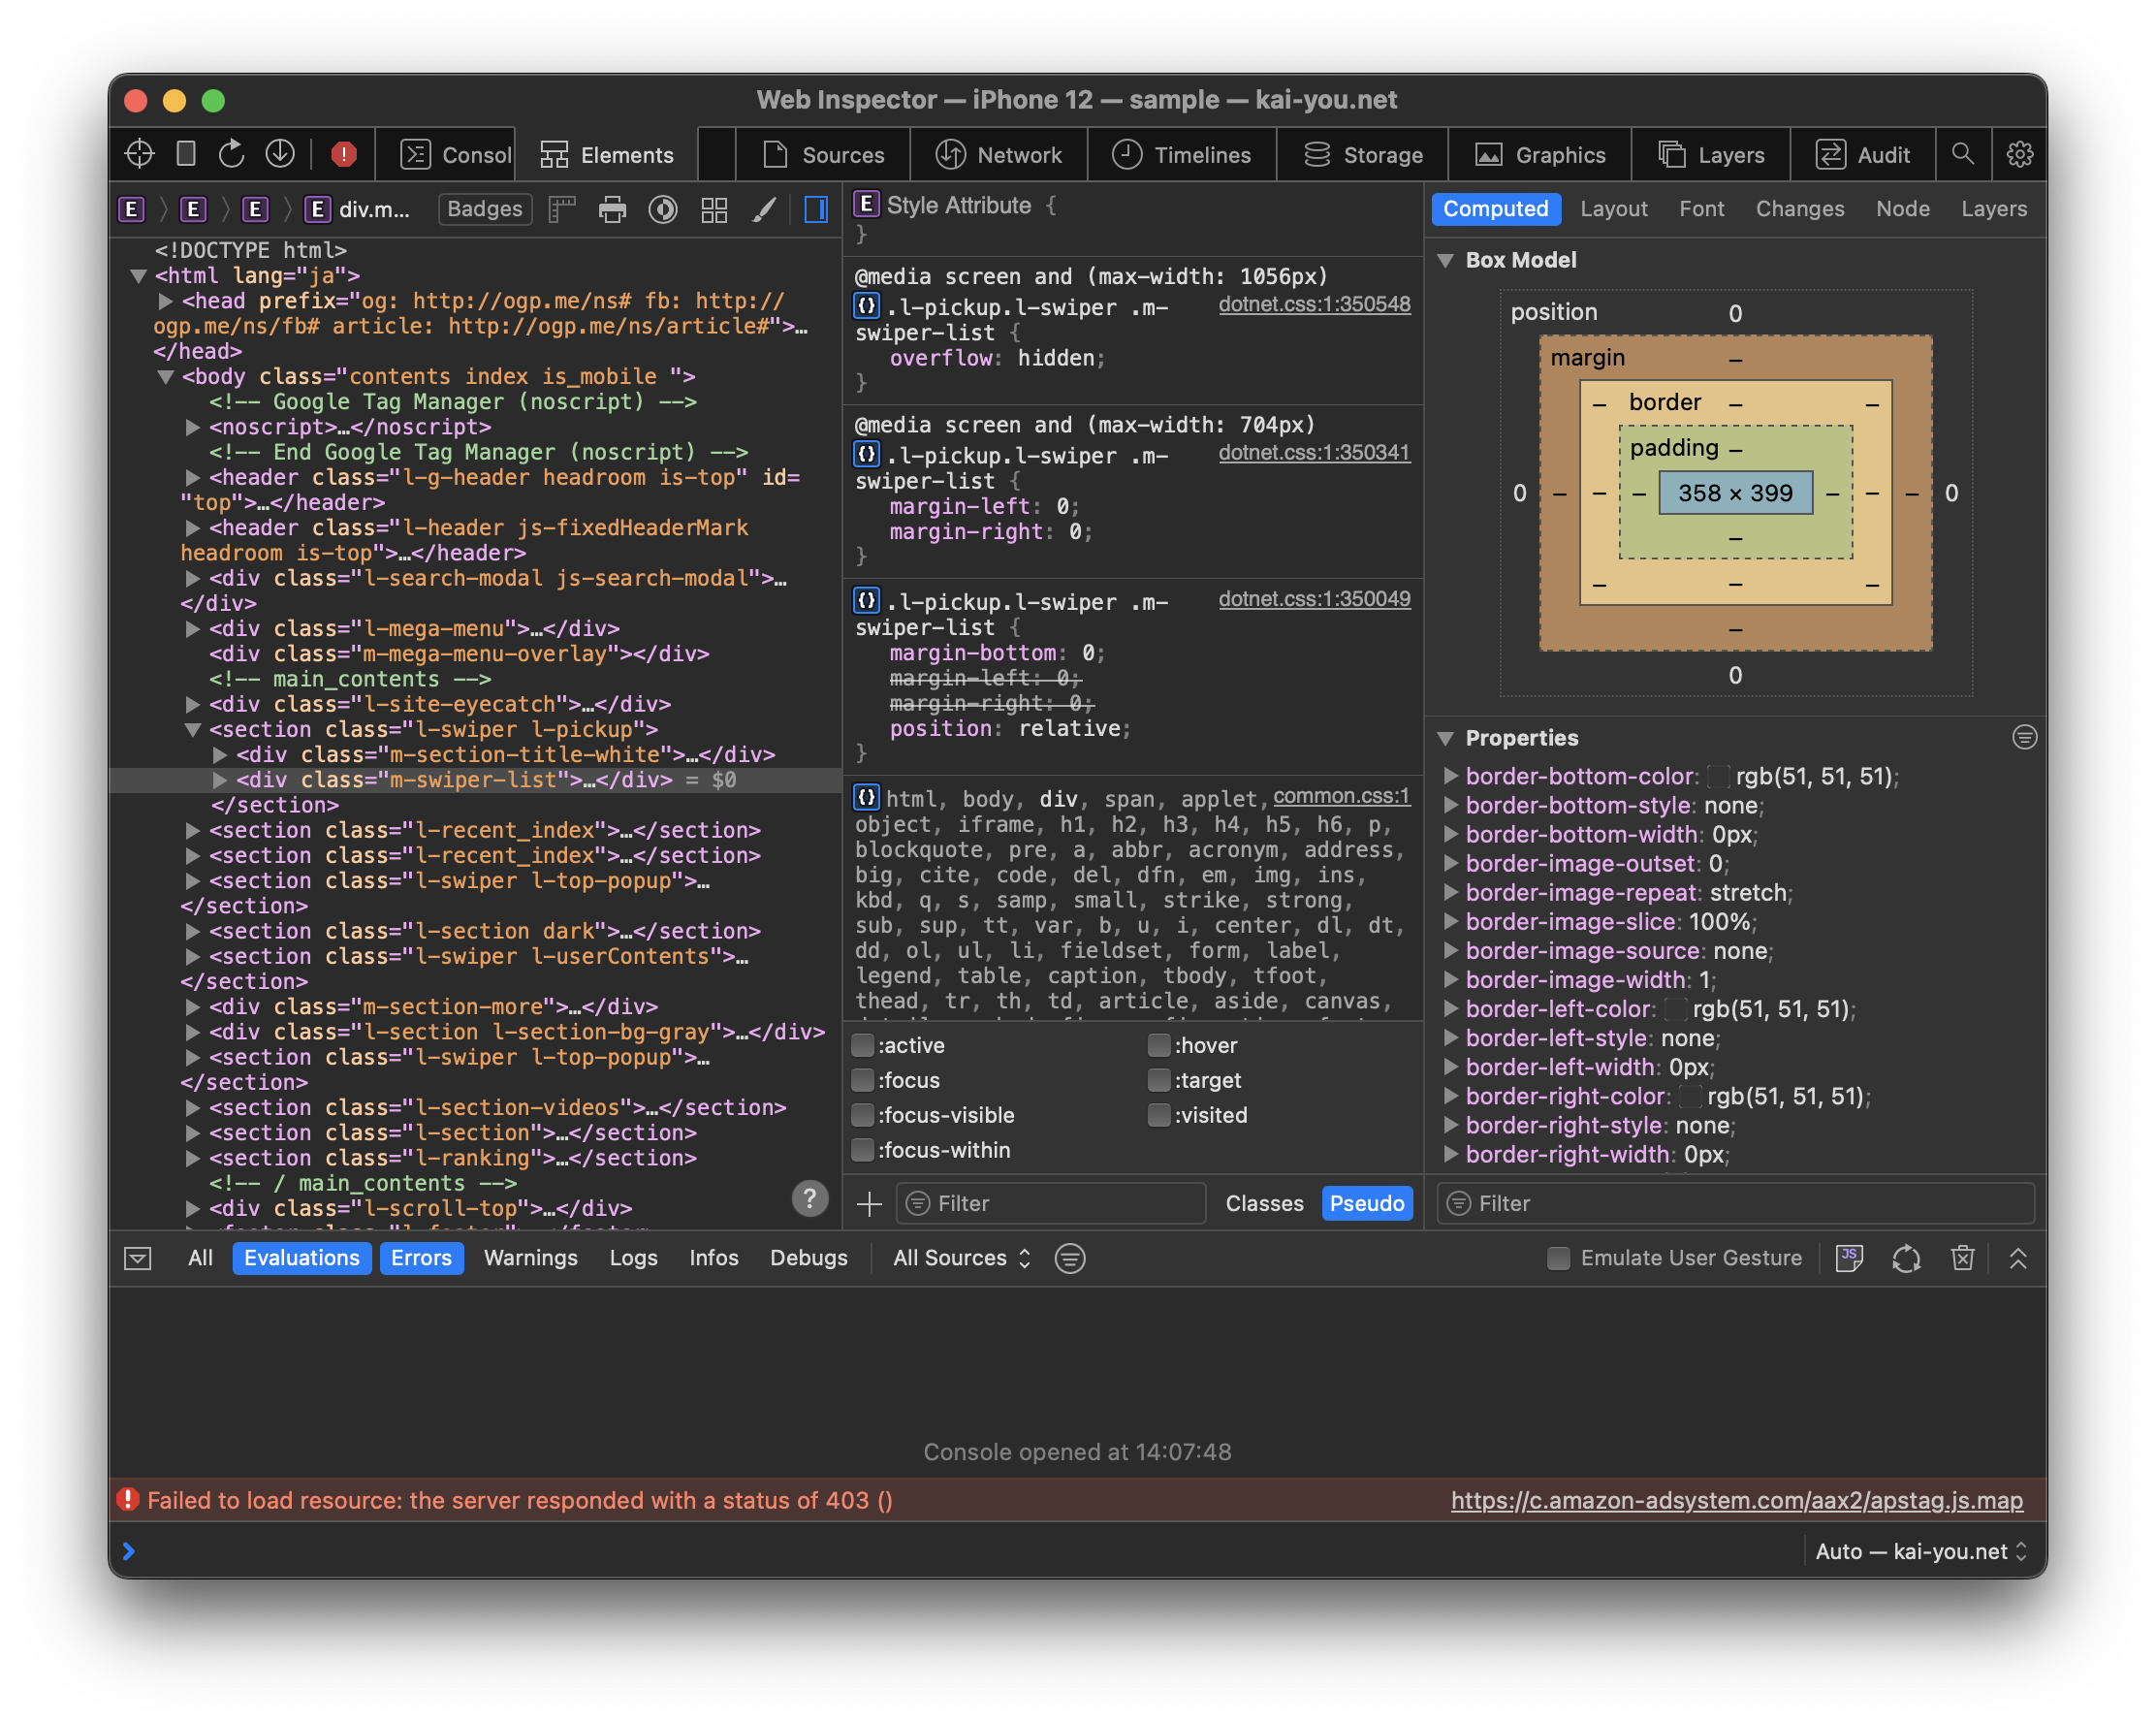 Web Inspector — iPhone 12 — sample — kai-you.net
Consol
Elements
Sources
Network
Timelines
Storage
Graphics
Layers
Audit
E E E E div.m...
Badges
<!DOCTYPE html>
<html lang="ja">
<head prefix="og: http://ogp.me/ns# fb: http://
ogp.me/ns/fb# article: http://ogp.me/ns/article#">…
</head>
<body class="contents index is_mobile ">
<!-- Google Tag Manager (noscript) -->
<noscript>…</noscript>
<!-- End Google Tag Manager (noscript) -->
<header class="l-g-header headroom is-top" id=
"top">…</header>
<header class="l-header js-fixedHeaderMark
headroom is-top">…</header>
<div class="l-search-modal js-search-modal">…
</div>
<div class="l-mega-menu">…</div>
<div class="m-mega-menu-overlay"></div>
<!-- main_contents -->
<div class="l-site-eyecatch">…</div>
<section class="l-swiper l-pickup">
<div class="m-section-title-white">…</div>
<div class="m-swiper-list">…</div> = $0
</section>
<section class="l-recent_index">…</section>
<section class="l-recent_index">…</section>
<section class="l-swiper l-top-popup">…
</section>
<section class="l-section dark">…</section>
<section class="l-swiper l-userContents">…
</section>
<div class="m-section-more">…</div>
<div class="l-section l-section-bg-gray">…</div>
<section class="l-swiper l-top-popup">…
</section>
<section class="l-section-videos">…</section>
<section class="l-section">…</section>
<section class="l-ranking">…</section>
<!-- / main_contents -->
<div class="l-scroll-top">…</div>
?
E Style Attribute {
}
@media screen and (max-width: 1056px)
{} .l-pickup.l-swiper .m- dotnet.css:1:350548
swiper-list {
overflow: hidden;
}
@media screen and (max-width: 704px)
{} .l-pickup.l-swiper .m- dotnet.css:1:350341
swiper-list {
margin-left: 0;
margin-right: 0;
}
{} .l-pickup.l-swiper .m- dotnet.css:1:350049
swiper-list {
margin-bottom: 0;
margin-left: 0;
margin-right: 0;
position: relative;
}
{} html, body, div, span, applet, common.css:1
object, iframe, h1, h2, h3, h4, h5, h6, p,
blockquote, pre, a, abbr, acronym, address,
big, cite, code, del, dfn, em, img, ins,
kbd, q, s, samp, small, strike, strong,
sub, sup, tt, var, b, u, i, center, dl, dt,
dd, ol, ul, li, fieldset, form, label,
legend, table, caption, tbody, tfoot,
thead, tr, th, td, article, aside, canvas,
:active :hover
:focus :target
:focus-visible :visited
:focus-within
Filter Classes Pseudo
Computed Layout Font Changes Node Layers
Box Model
position 0
margin –
– border – –
padding –
0 – – – 358 × 399 – – – 0
–
– – –
–
0
Properties
border-bottom-color: rgb(51, 51, 51);
border-bottom-style: none;
border-bottom-width: 0px;
border-image-outset: 0;
border-image-repeat: stretch;
border-image-slice: 100%;
border-image-source: none;
border-image-width: 1;
border-left-color: rgb(51, 51, 51);
border-left-style: none;
border-left-width: 0px;
border-right-color: rgb(51, 51, 51);
border-right-style: none;
border-right-width: 0px;
Filter
All Evaluations Errors Warnings Logs Infos Debugs All Sources Emulate User Gesture JS
Console opened at 14:07:48
Failed to load resource: the server responded with a status of 403 () https://c.amazon-adsystem.com/aax2/apstag.js.map
Auto — kai-you.net